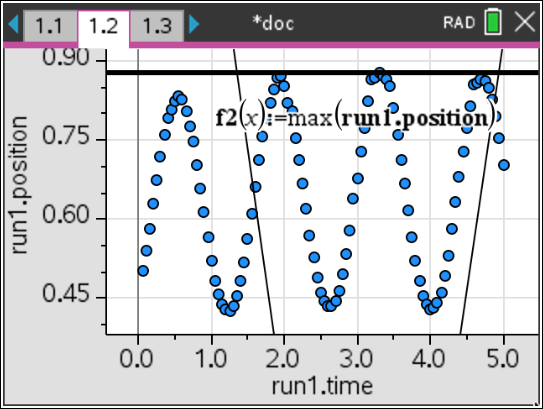 1.1 1.2 1.3 *doc RAD
0.90
f2(x):=max(run1.position)
0.75
run1.position
0.60
0.45
0.0 1.0 2.0 3.0 4.0 5.0
run1.time